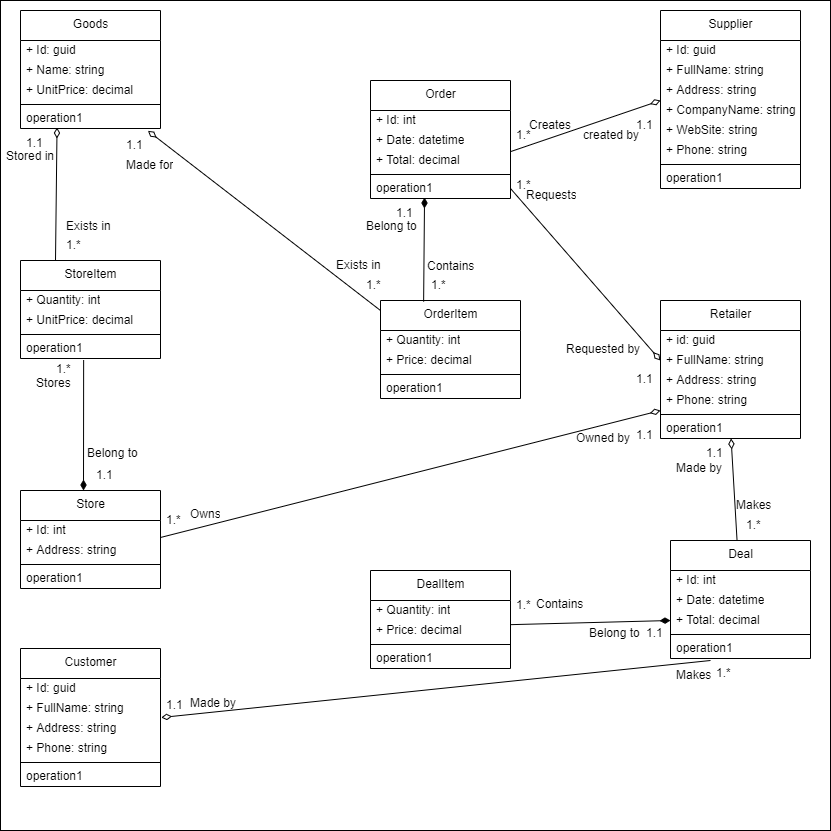 Goods
+ Id: guid
+ Name: string
+ UnitPrice: decimal
operation1
1.1
Stored in
1.1
Made for
Exists in
1.*
StoreItem
+ Quantity: int
+ UnitPrice: decimal
operation1
1.*
Stores
Belong to
1.1
Store
+ Id: int
+ Address: string
operation1
1.* Owns
Customer
+ Id: guid
+ FullName: string
+ Address: string
+ Phone: string
operation1
1.1 Made by
Order
+ Id: int
+ Date: datetime
+ Total: decimal
operation1
1.1
Belong to
Contains
1.*
Exists in
1.*
OrderItem
+ Quantity: int
+ Price: decimal
operation1
Creates
1.*
created by
1.1
1.*
Requests
Supplier
+ Id: guid
+ FullName: string
+ Address: string
+ CompanyName: string
+ WebSite: string
+ Phone: string
operation1
Requested by
1.1
Retailer
+ id: guid
+ FullName: string
+ Address: string
+ Phone: string
operation1
Owned by 1.1
1.1
Made by
Makes
1.*
Deal
+ Id: int
+ Date: datetime
+ Total: decimal
operation1
DealItem
+ Quantity: int
+ Price: decimal
operation1
1.* Contains
Belong to 1.1
Makes 1.*